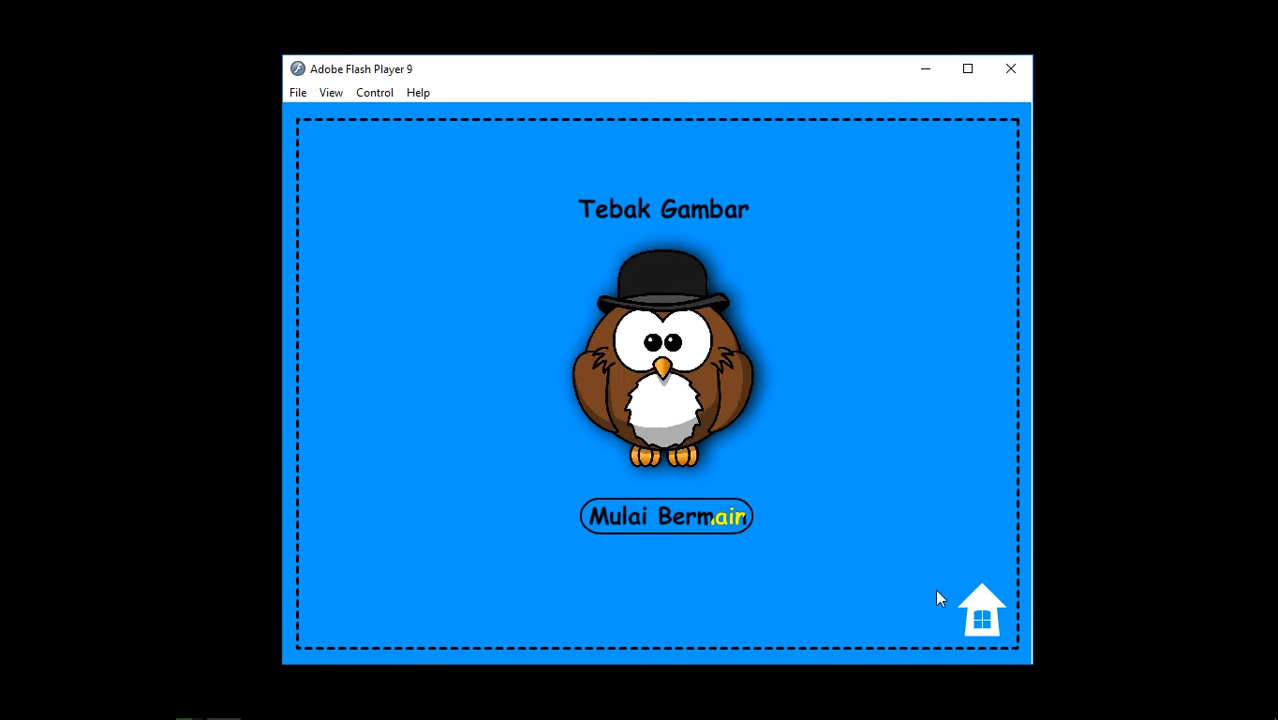 Adobe Flash Player 9
File View Control Help
Tebak Gambar
Mulai Bermain